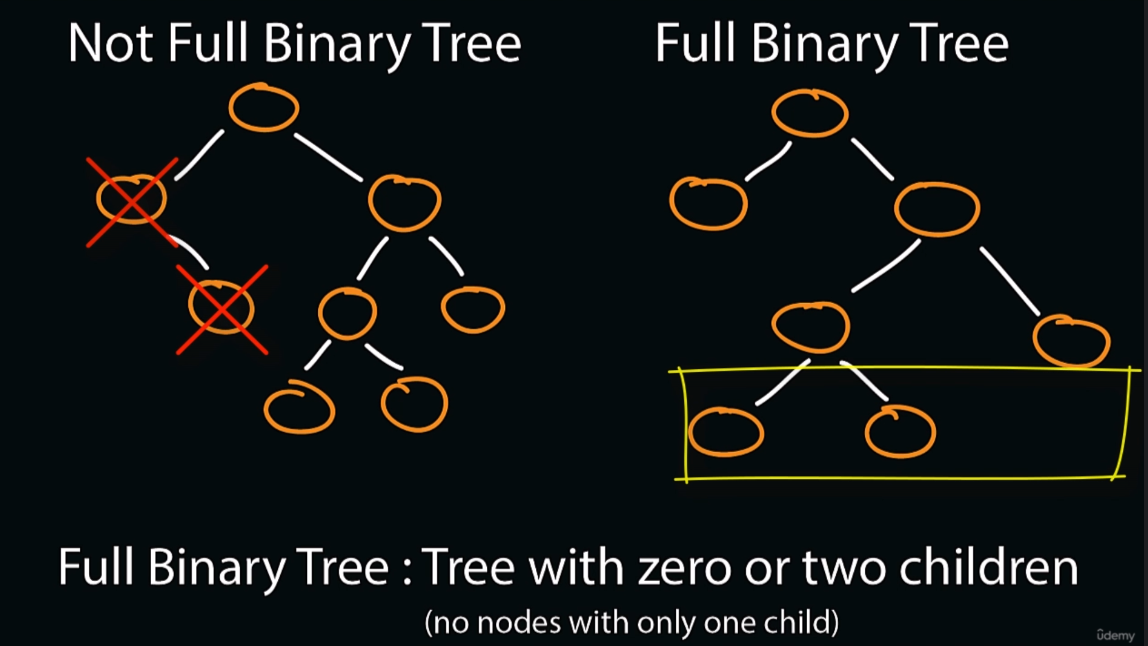 Not Full Binary Tree
Full Binary Tree
Full Binary Tree : Tree with zero or two children
(no nodes with only one child)
ûdemy